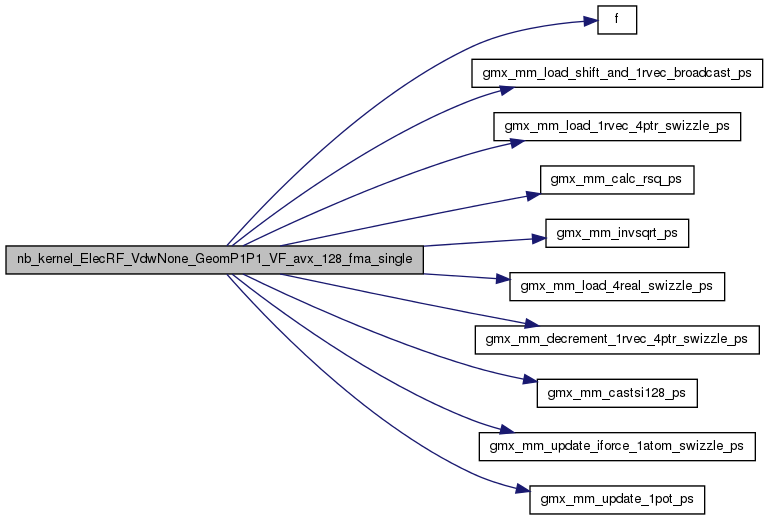 f
gmx_mm_load_shift_and_1rvec_broadcast_ps
gmx_mm_load_1rvec_4ptr_swizzle_ps
gmx_mm_calc_rsq_ps
gmx_mm_invsqrt_ps
nb_kernel_ElecRF_VdwNone_GeomP1P1_VF_avx_128_fma_single
gmx_mm_load_4real_swizzle_ps
gmx_mm_decrement_1rvec_4ptr_swizzle_ps
gmx_mm_castsi128_ps
gmx_mm_update_iforce_1atom_swizzle_ps
gmx_mm_update_1pot_ps